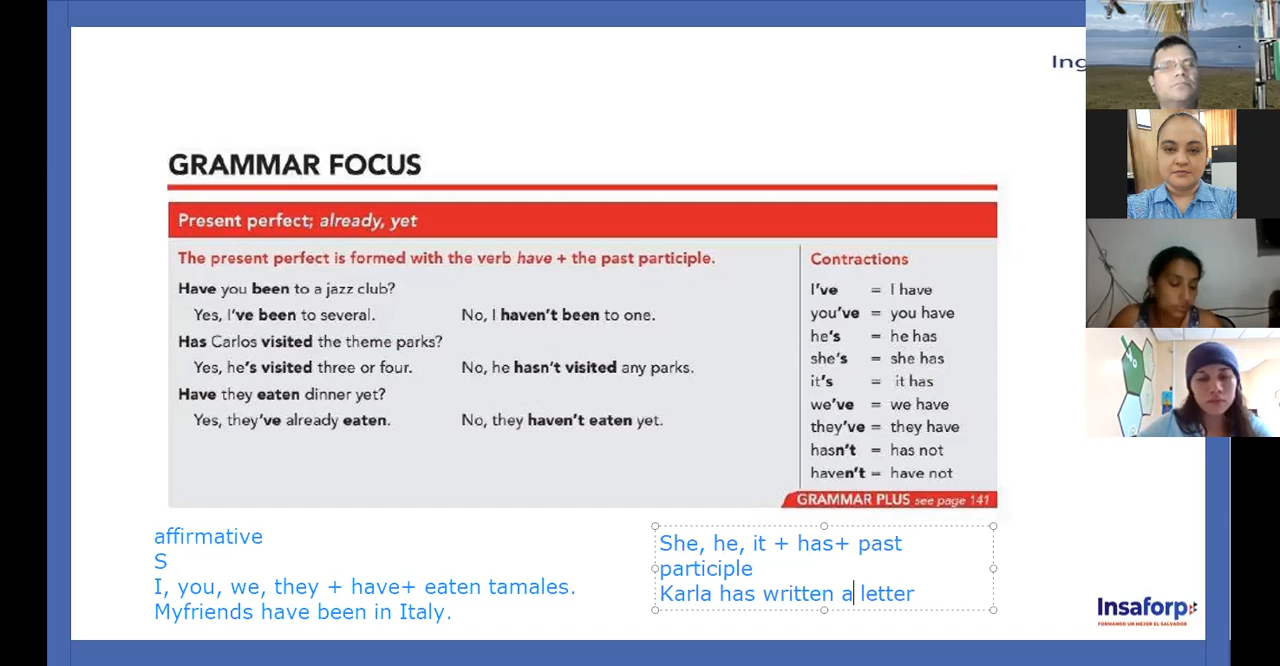 Ing
GRAMMAR FOCUS
Present perfect; already, yet
The present perfect is formed with the verb have + the past participle.
Have you been to a jazz club?
Yes, I've been to several. No, I haven't been to one.
Has Carlos visited the theme parks?
Yes, he's visited three or four. No, he hasn't visited any parks.
Have they eaten dinner yet?
Yes, they've already eaten. No, they haven't eaten yet.
Contractions
I've = I have
you've = you have
he's = he has
she's = she has
it's = it has
we've = we have
they've = they have
hasn't = has not
haven't = have not
GRAMMAR PLUS see page 141
affirmative
S
I, you, we, they + have+ eaten tamales.
Myfriends have been in Italy.
She, he, it + has+ past
participle
Karla has written a letter
Insaforp
FORMANDO UN MEJOR EL SALVADOR